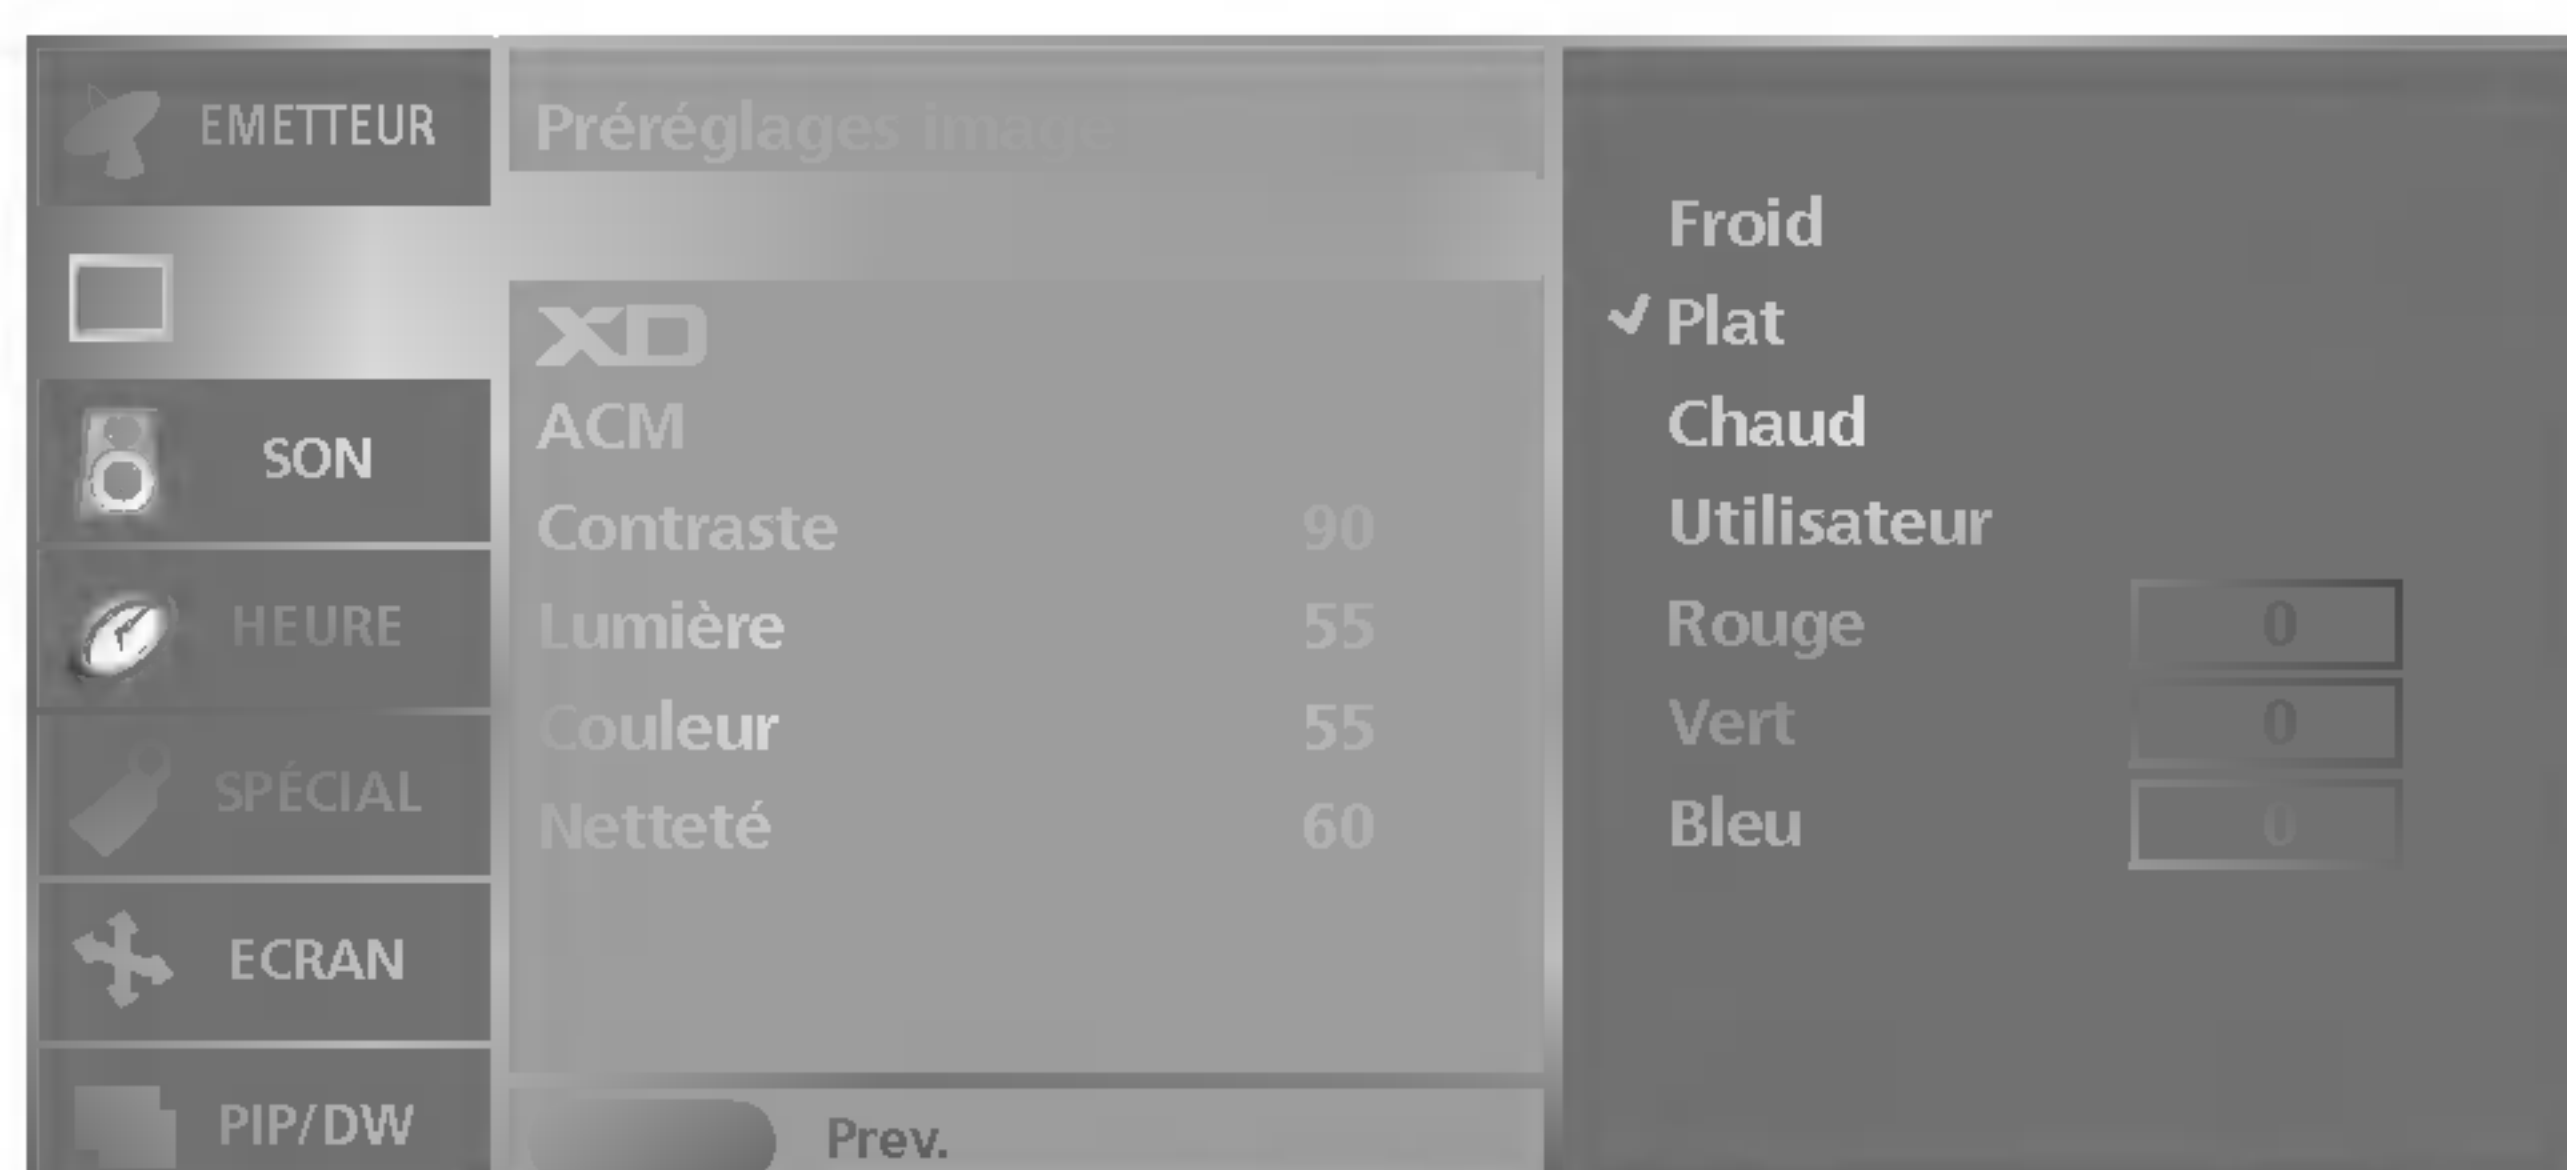 EMETTEUR
SON
HEURE
SPÉCIAL
ECRAN
PIP/DW
Préréglages image
XD
ACM
Contraste 90
Lumière 55
Couleur 55
Netteté 60
Prev.
Froid
Plat
Chaud
Utilisateur
Rouge 0
Vert 0
Bleu 0